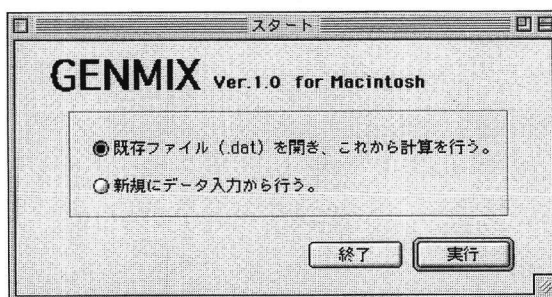 スタート
GENMIX Ver.1.0 for Macintosh
既存ファイル (.dat) を開き、これから計算を行う。
新規にデータ入力から行う。
終了 実行